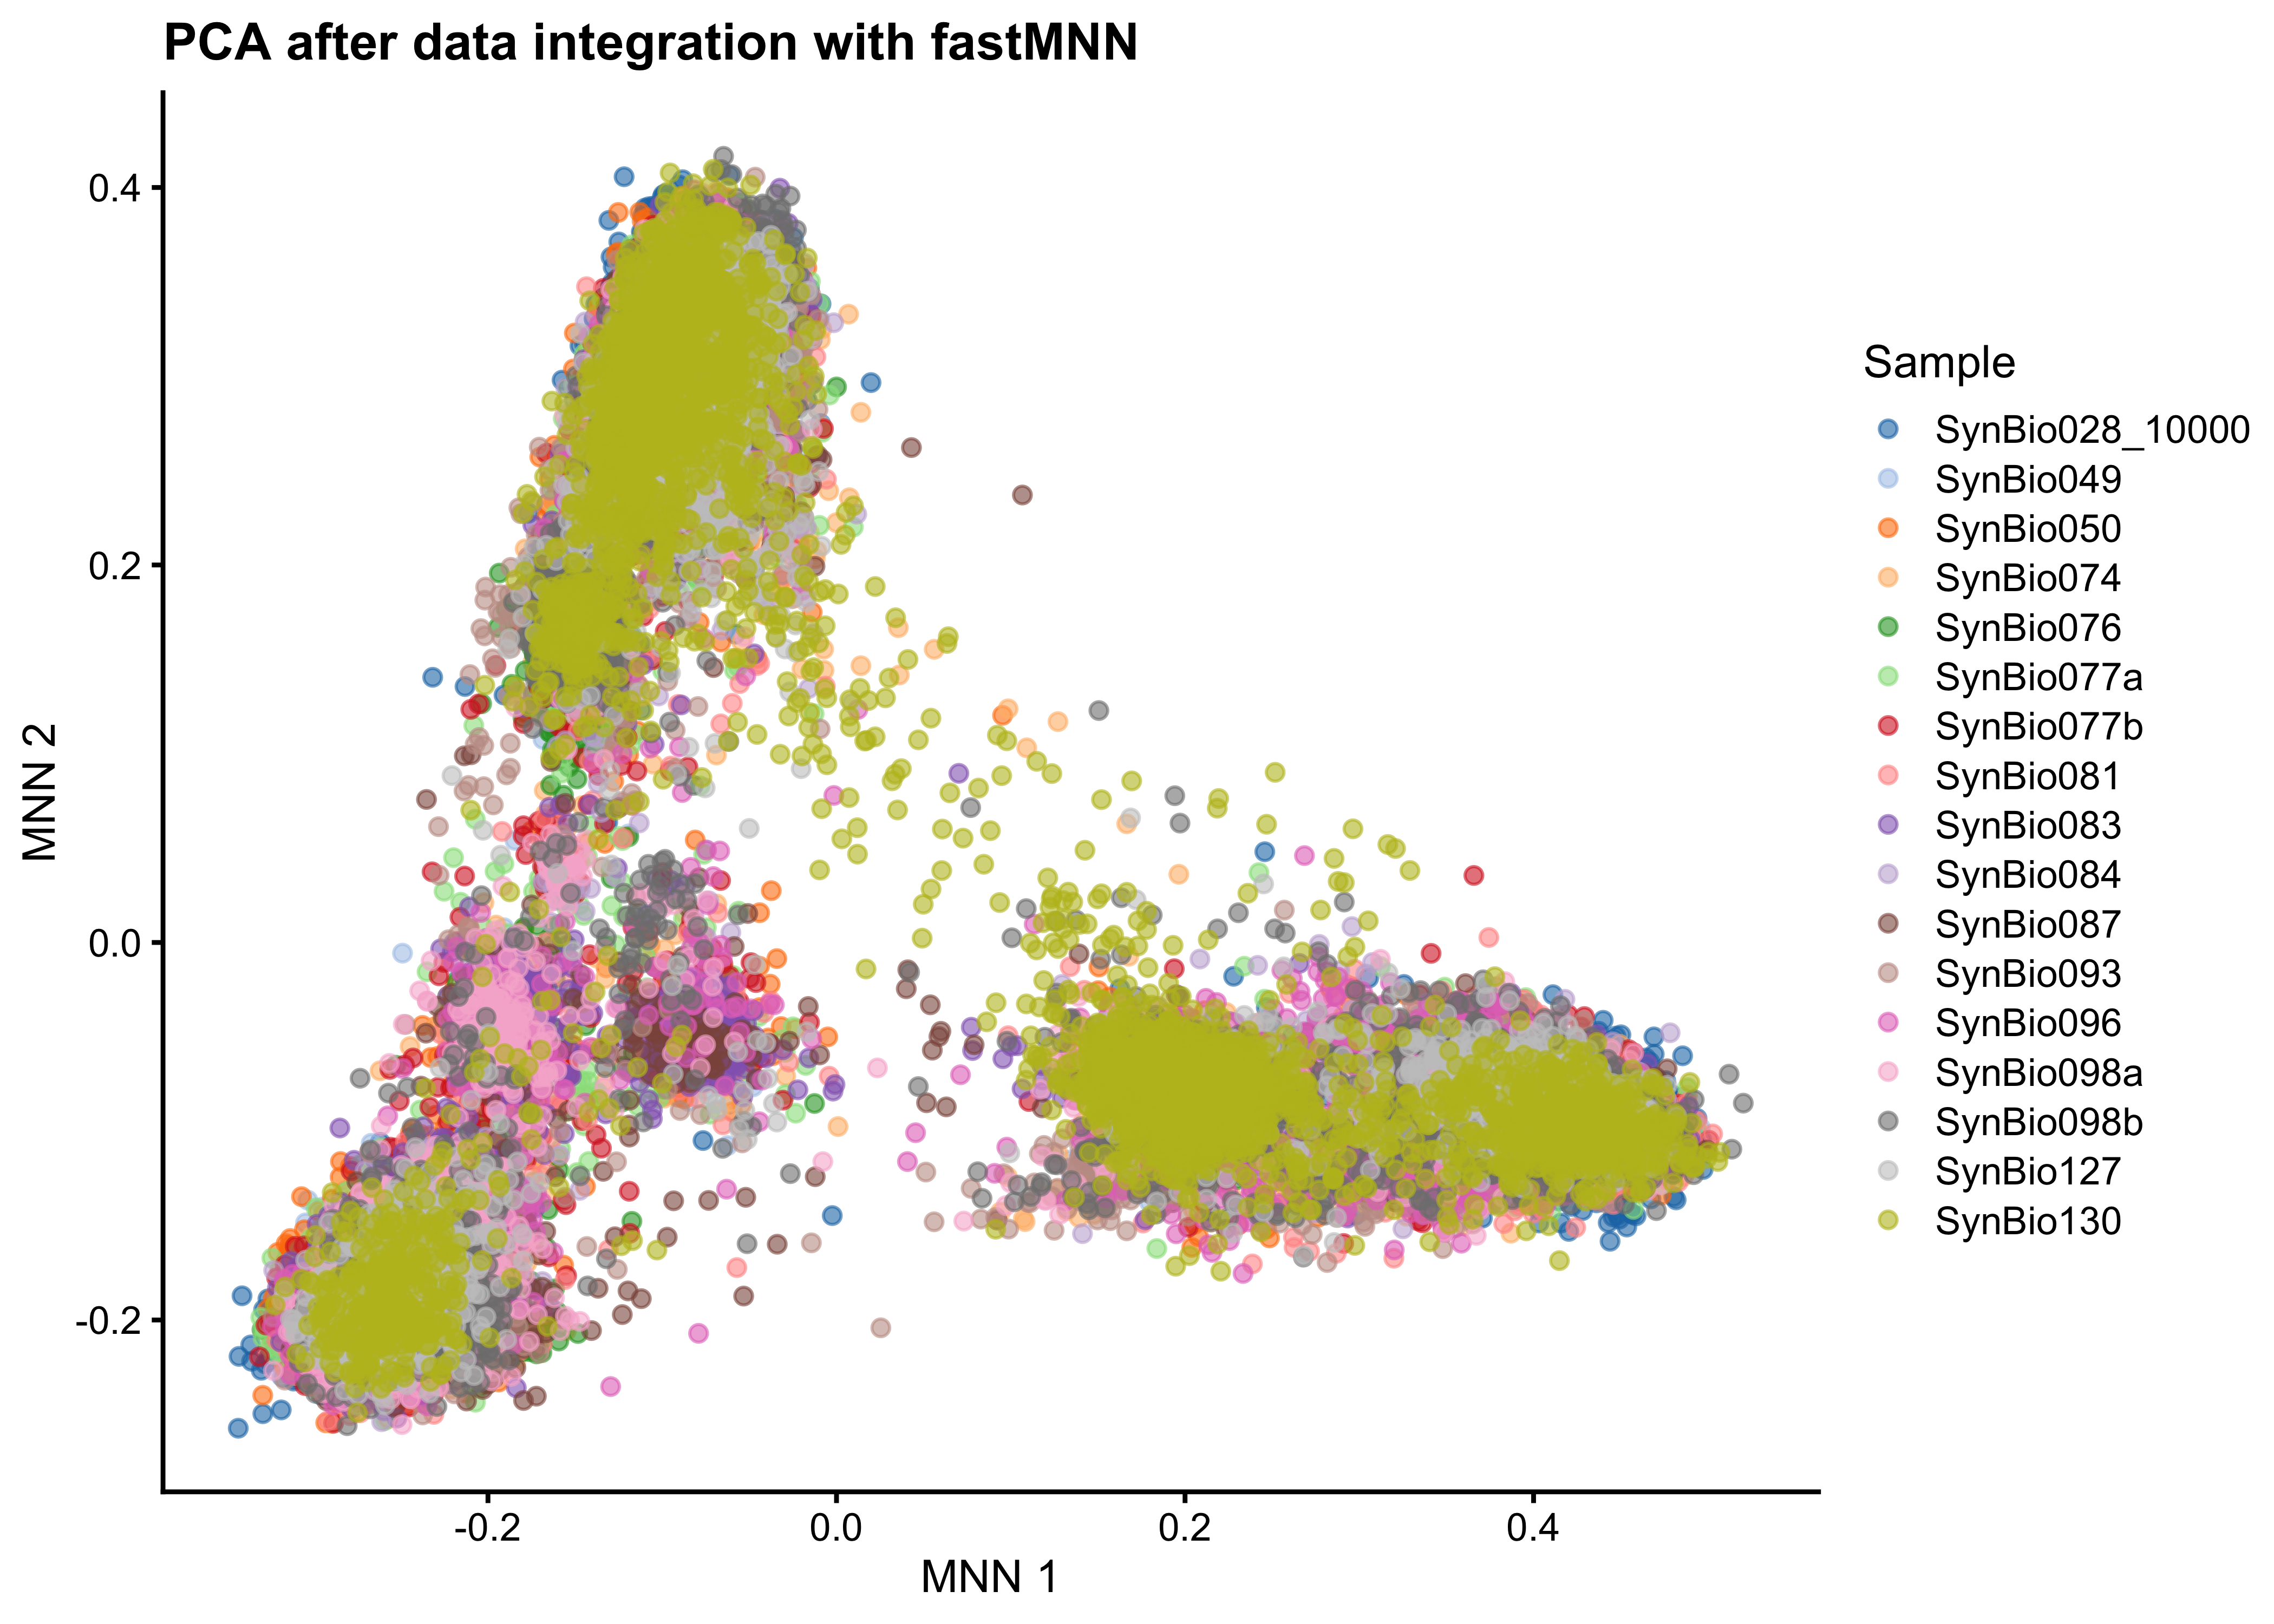 PCA after data integration with fastMNN
0.4
0.2
0.0
-0.2
MNN 2
-0.2
0.0
0.2
0.4
MNN 1
Sample
SynBio028_10000
SynBio049
SynBio050
SynBio074
SynBio076
SynBio077a
SynBio077b
SynBio081
SynBio083
SynBio084
SynBio087
SynBio093
SynBio096
SynBio098a
SynBio098b
SynBio127
SynBio130